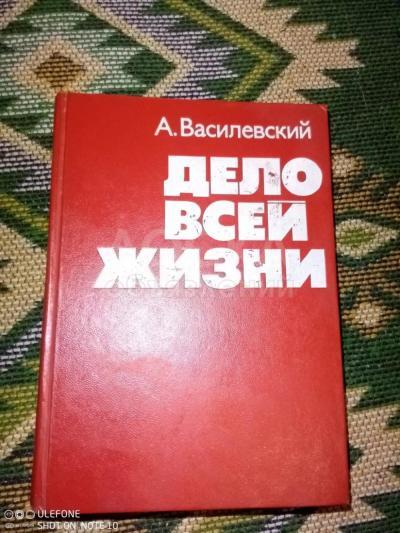 А.Василевский
ДЕЛО
ВСЕЙ
ЖИЗНИ
ULEFONE
SHOT ON NOTE 10